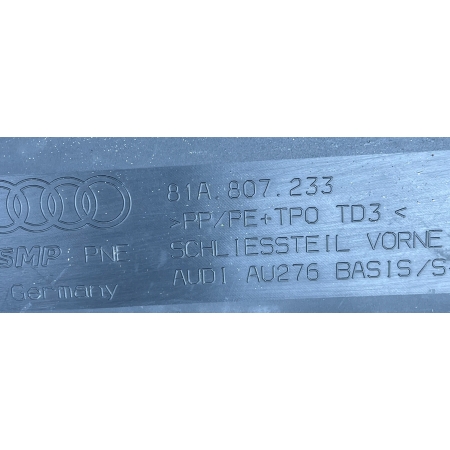 81A.807.233
>PP/PE+TPO TD3<
SMP PNE SCHLIESSTEIL VORNE
Germany AUDI AU276 BASIS/S